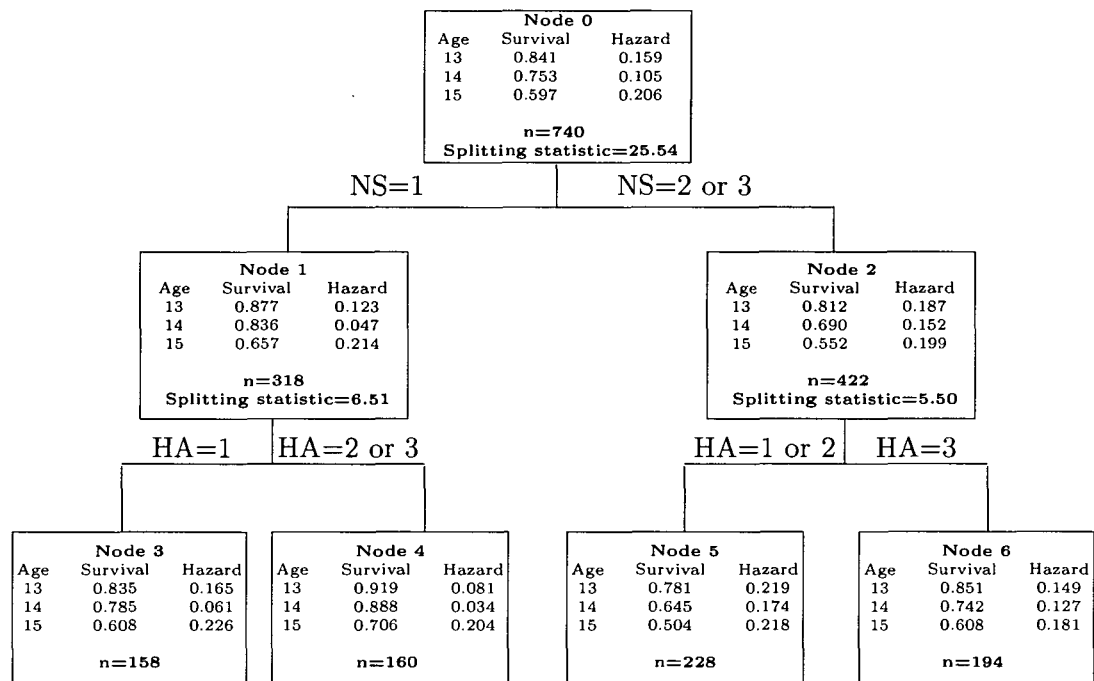 Node 0
Age Survival Hazard
13 0.841 0.159
14 0.753 0.105
15 0.597 0.206
n=740
Splitting statistic=25.54
NS=1
NS=2 or 3
Node 1
Age Survival Hazard
13 0.877 0.123
14 0.836 0.047
15 0.657 0.214
n=318
Splitting statistic=6.51
Node 2
Age Survival Hazard
13 0.812 0.187
14 0.690 0.152
15 0.552 0.199
n=422
Splitting statistic=5.50
HA=1
HA=2 or 3
HA=1 or 2
HA=3
Node 3
Age Survival Hazard
13 0.835 0.165
14 0.785 0.061
15 0.608 0.226
n=158
Node 4
Age Survival Hazard
13 0.919 0.081
14 0.888 0.034
15 0.706 0.204
n=160
Node 5
Age Survival Hazard
13 0.781 0.219
14 0.645 0.174
15 0.504 0.218
n=228
Node 6
Age Survival Hazard
13 0.851 0.149
14 0.742 0.127
15 0.608 0.181
n=194